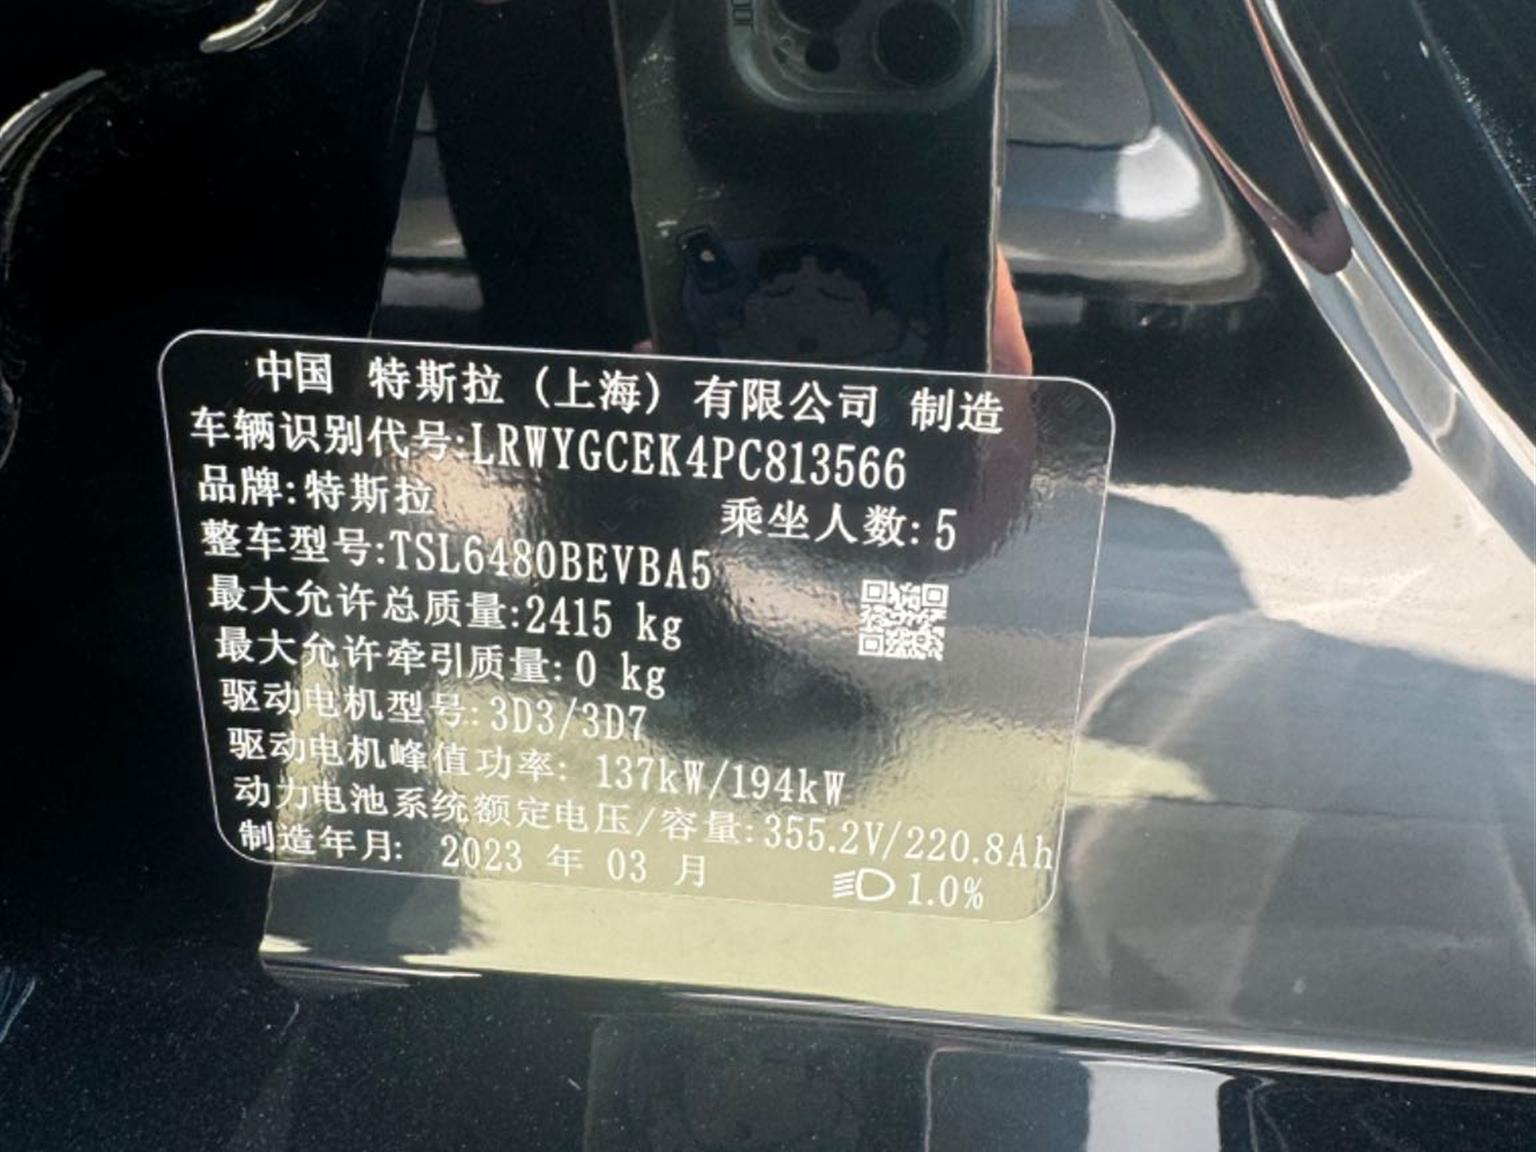 中国 特斯拉（上海）有限公司 制造
车辆识别代号:LRWYGCEK4PC813566
品牌:特斯拉 乘坐人数:5
整车型号:TSL6480BEVBA5
最大允许总质量:2415 kg
最大允许牵引质量:0 kg
驱动电机型号:3D3/3D7
驱动电机峰值功率: 137kW/194kW
动力电池系统额定电压/容量:355.2V/220.8Ah
制造年月: 2023 年 03 月
1.0%